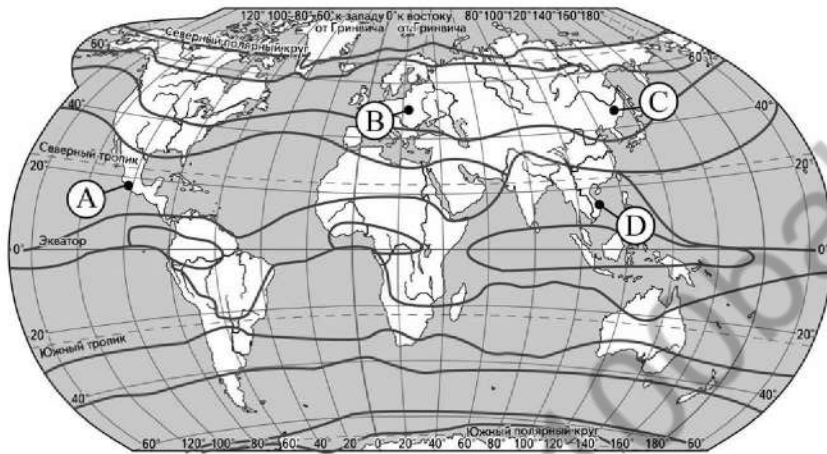 120° 100° 80° 60° к западу 0° к востоку 80° 100° 120° 140° 160° 180°
от Гринвича от Гринвича
Северный полярный круг
60° 60°
40° 40°
B
C
Северный тропик
20° 20°
A
D
Экватор
0° 0°
20° 20°
Южный тропик
40° 40°
Южный полярный круг
60° 120° 100° 80° 60° 40° 20° 0° 20° 40° 60° 80° 100° 120° 140° 160° 180° 60°
100ba